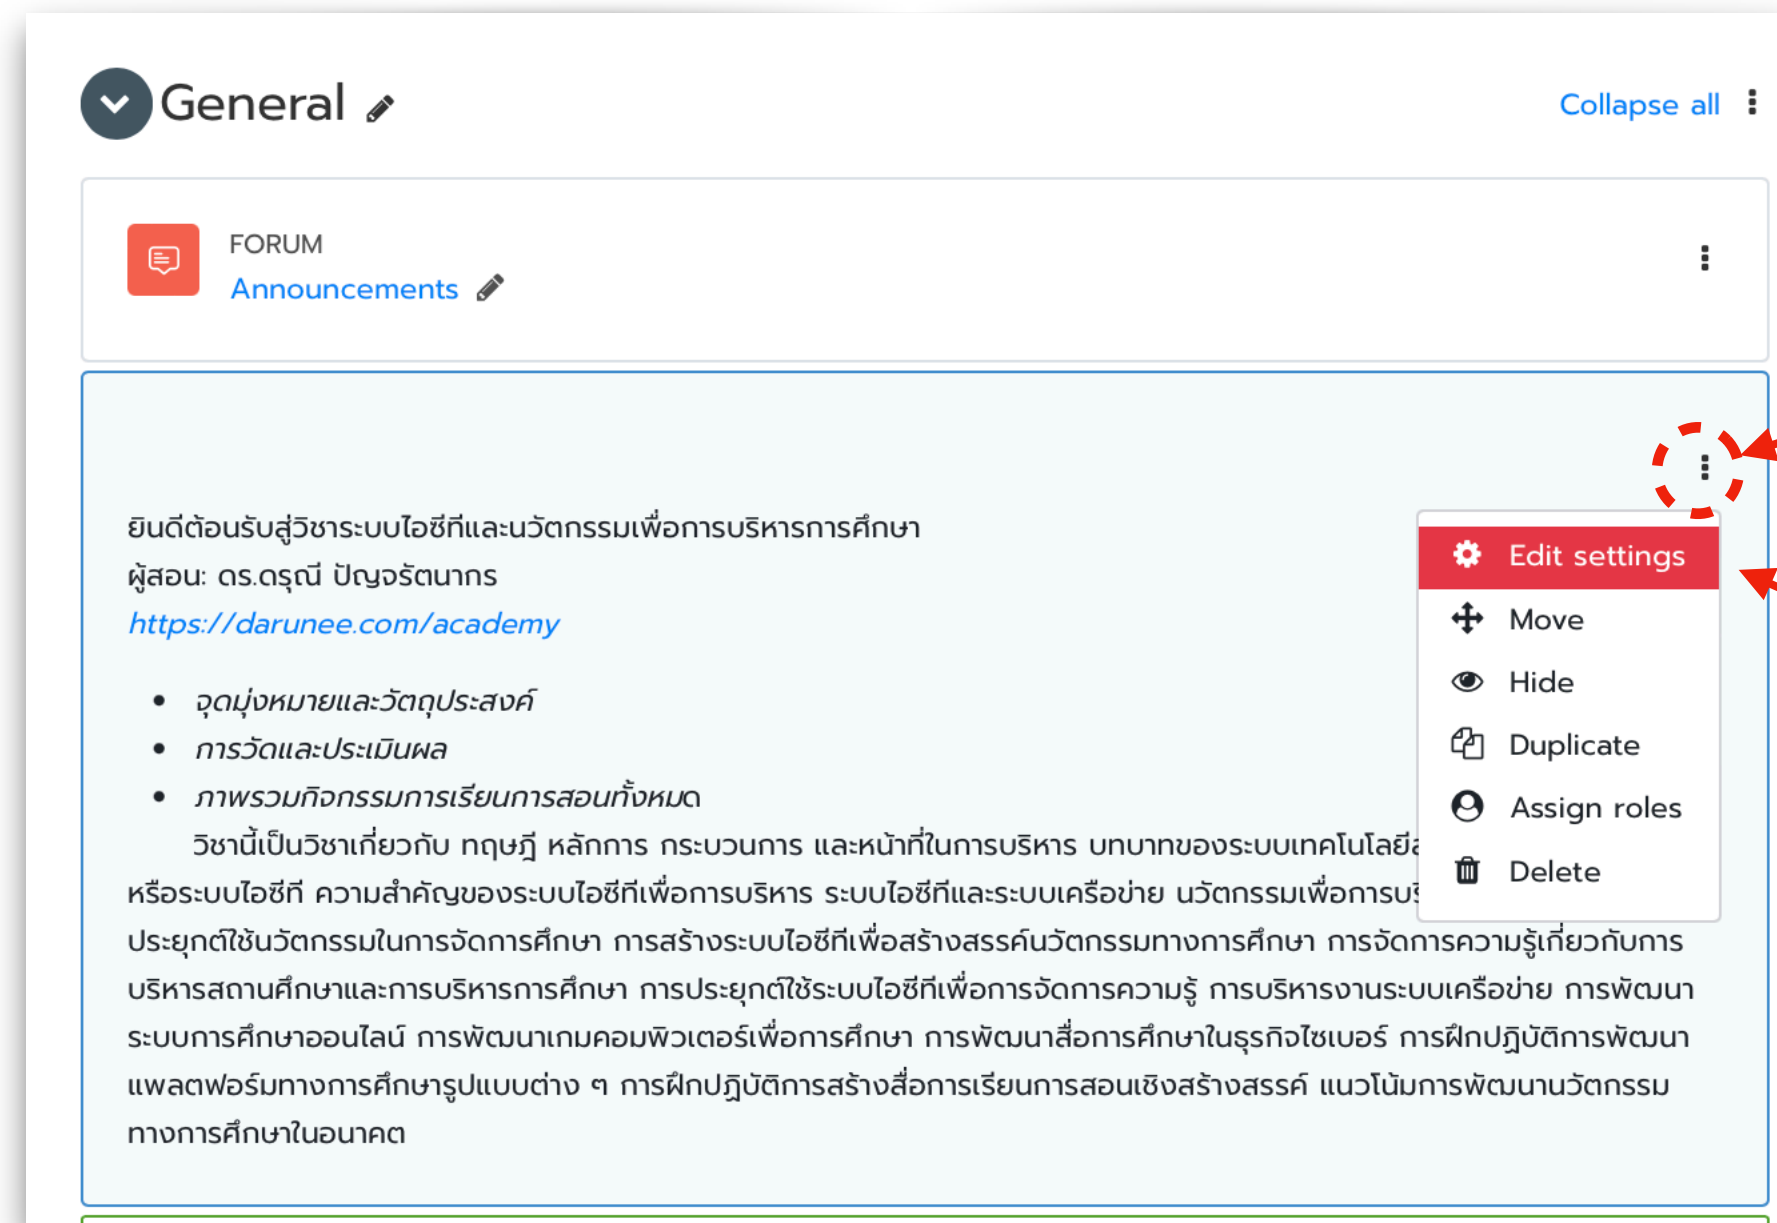 General
Collapse all
FORUM
Announcements
ยินดีต้อนรับสู่วิชาระบบไอซีทีและนวัตกรรมเพื่อการบริหารการศึกษา
ผู้สอน: ดร.ดรุณี ปัญจรัตนากร
https://darunee.com/academy
จุดมุ่งหมายและวัตถุประสงค์
การวัดและประเมินผล
ภาพรวมกิจกรรมการเรียนการสอนทั้งหมด
วิชานี้เป็นวิชาเกี่ยวกับ ทฤษฎี หลักการ กระบวนการ และหน้าที่ในการบริหาร บทบาทของระบบเทคโนโลยี
หรือระบบไอซีที ความสำคัญของระบบไอซีทีเพื่อการบริหาร ระบบไอซีทีและระบบเครือข่าย นวัตกรรมเพื่อการ
ประยุกต์ใช้นวัตกรรมในการจัดการศึกษา การสร้างระบบไอซีทีเพื่อสร้างสรรค์นวัตกรรมทางการศึกษา การจัดการความรู้เกี่ยวกับการ
บริหารสถานศึกษาและการบริหารการศึกษา การประยุกต์ใช้ระบบไอซีทีเพื่อการจัดการความรู้ การบริหารงานระบบเครือข่าย การพัฒนา
ระบบการศึกษาออนไลน์ การพัฒนาเกมคอมพิวเตอร์เพื่อการศึกษา การพัฒนาสื่อการศึกษาในธุรกิจไซเบอร์ การฝึกปฏิบัติการพัฒนา
แพลตฟอร์มทางการศึกษารูปแบบต่าง ๆ การฝึกปฏิบัติการสร้างสื่อการเรียนการสอนเชิงสร้างสรรค์ แนวโน้มการพัฒนานวัตกรรม
ทางการศึกษาในอนาคต
Edit settings
Move
Hide
Duplicate
Assign roles
Delete